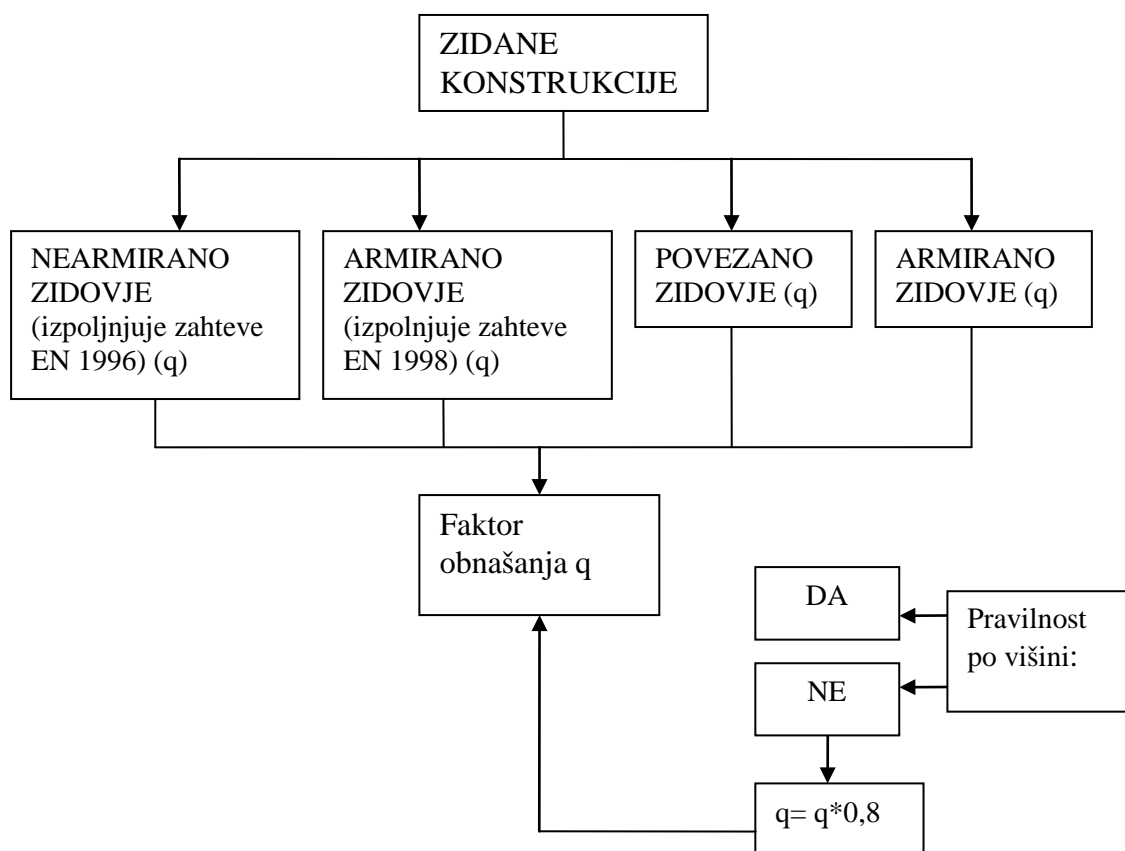 ZIDANE
KONSTRUKCIJE
NEARMIRANO
ZIDOVJE
(izpoljnjuje zahteve
EN 1996) (q)
ARMIRANO
ZIDOVJE
(izpolnjuje zahteve
EN 1998) (q)
POVEZANO
ZIDOVJE (q)
ARMIRANO
ZIDOVJE (q)
Faktor
obnašanja q
DA
Pravilnost
po višini:
NE
q= q*0,8